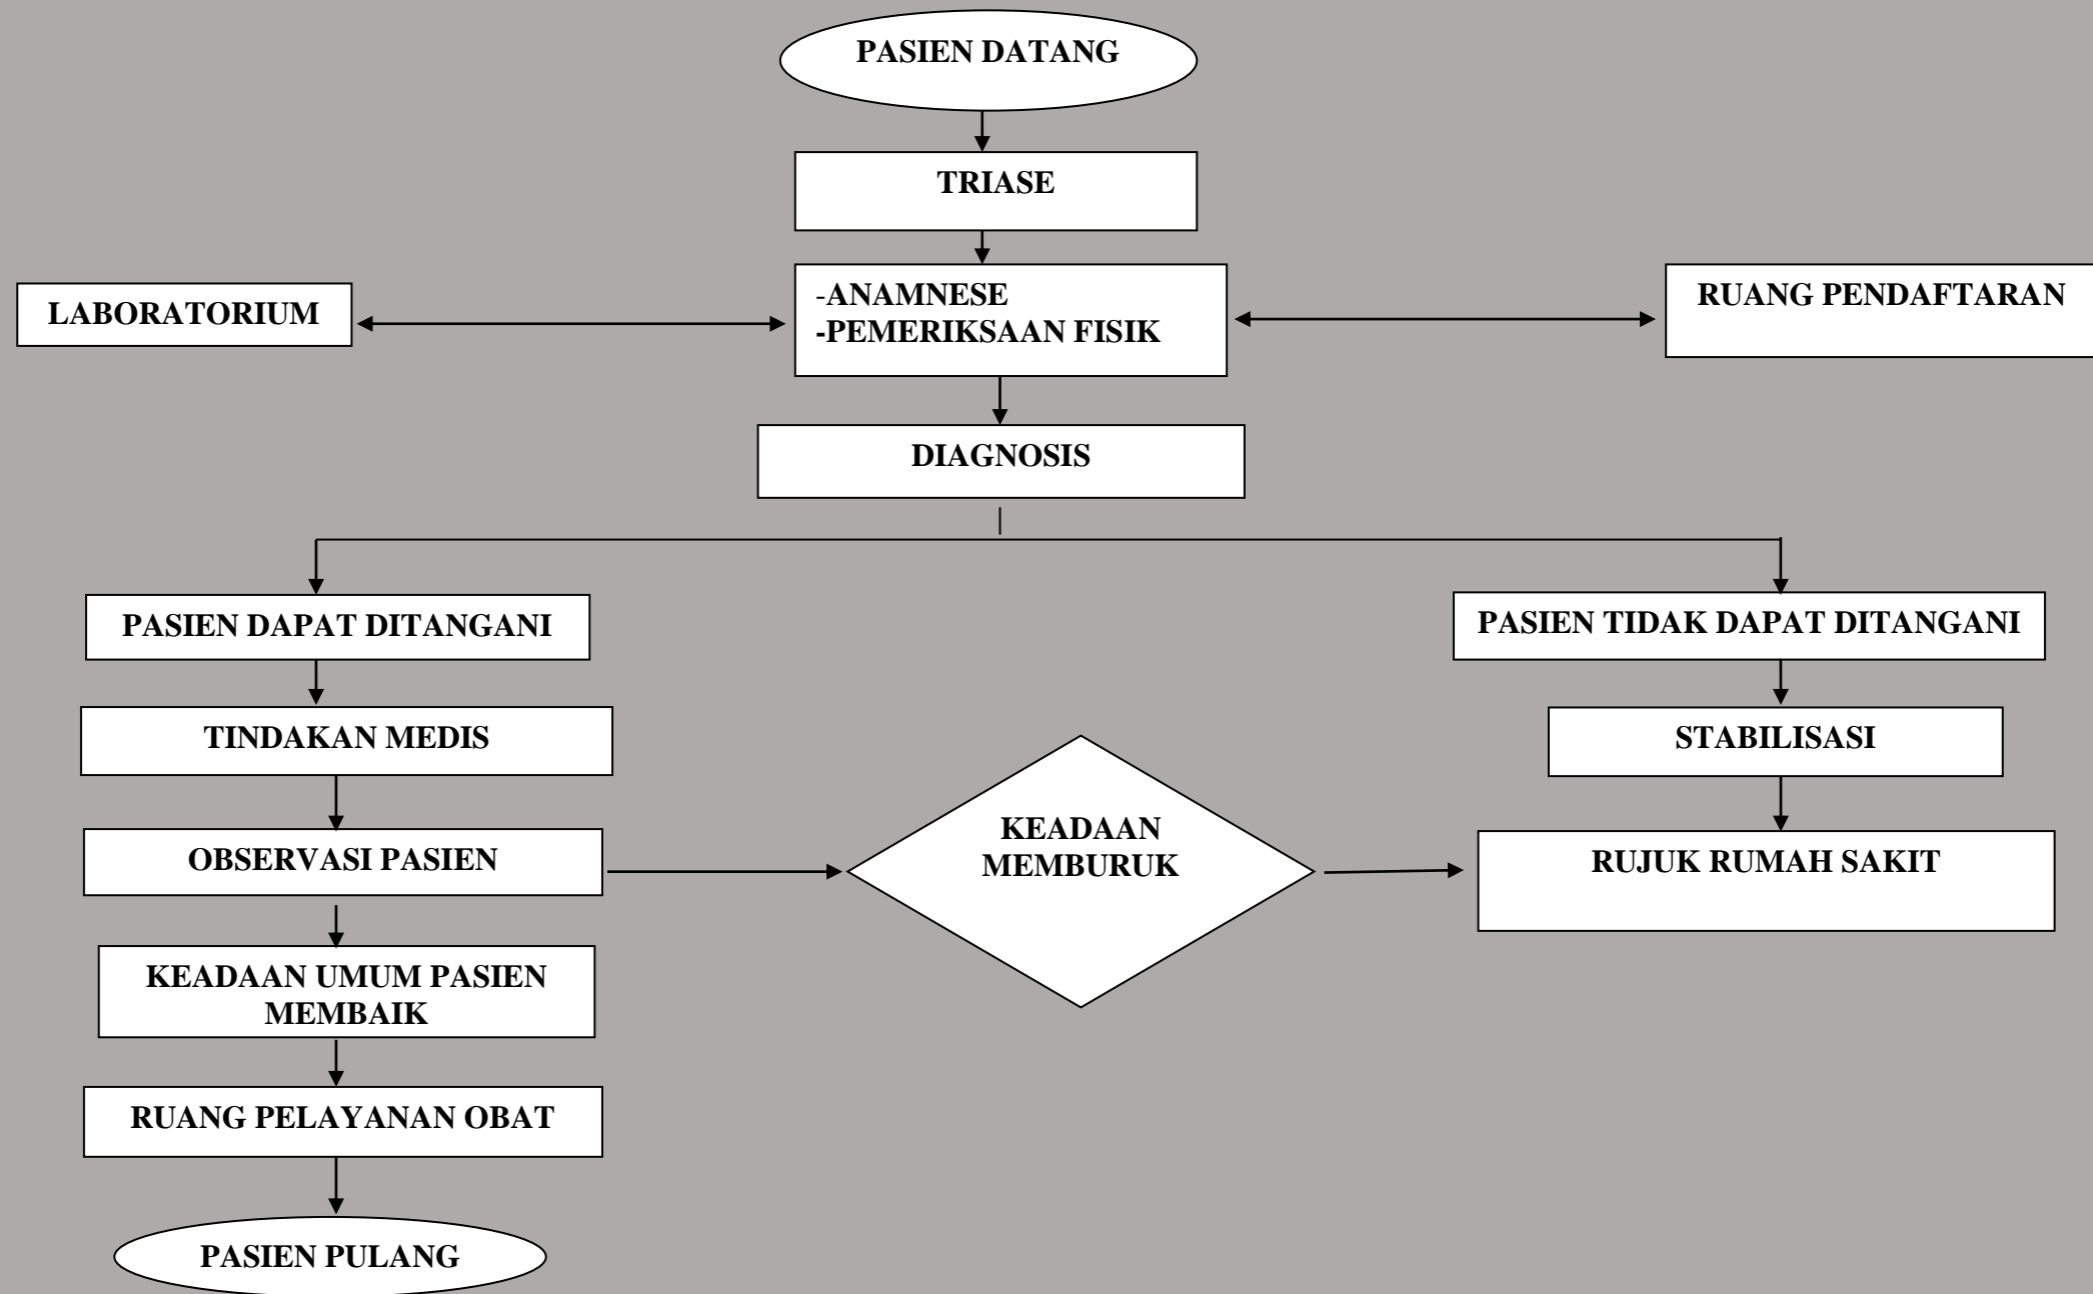 PASIEN DATANG
TRIASE
LABORATORIUM
-ANAMNESE
-PEMERIKSAAN FISIK
RUANG PENDAFTARAN
DIAGNOSIS
PASIEN DAPAT DITANGANI
PASIEN TIDAK DAPAT DITANGANI
TINDAKAN MEDIS
STABILISASI
OBSERVASI PASIEN
KEADAAN
MEMBURUK
RUJUK RUMAH SAKIT
KEADAAN UMUM PASIEN
MEMBAIK
RUANG PELAYANAN OBAT
PASIEN PULANG